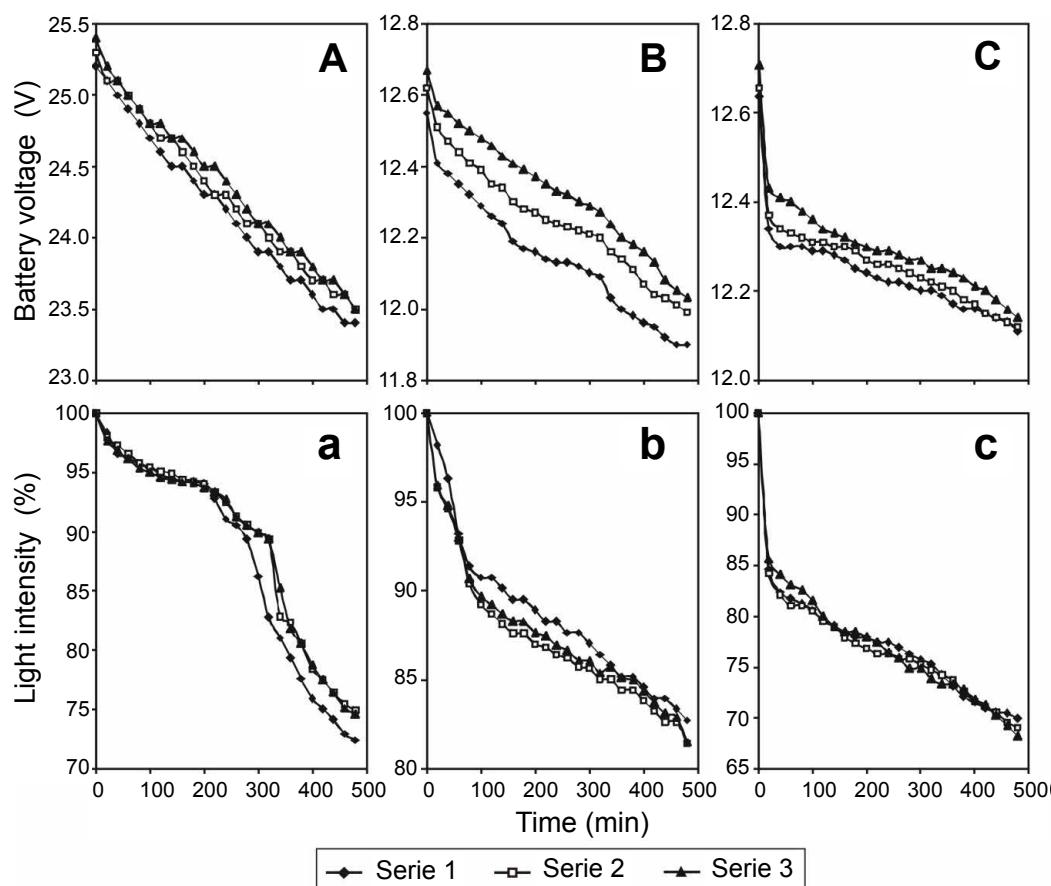 Battery voltage (V)
25.5
25.0
24.5
24.0
23.5
23.0
A
12.8
12.6
12.4
12.2
12.0
11.8
B
12.8
12.6
12.4
12.2
12.0
C
Light intensity (%)
100
95
90
85
80
75
70
a
0 100 200 300 400 500
100
95
90
85
80
b
0 100 200 300 400 500
100
95
90
85
80
75
70
65
c
0 100 200 300 400 500
Time (min)
Serie 1 Serie 2 Serie 3